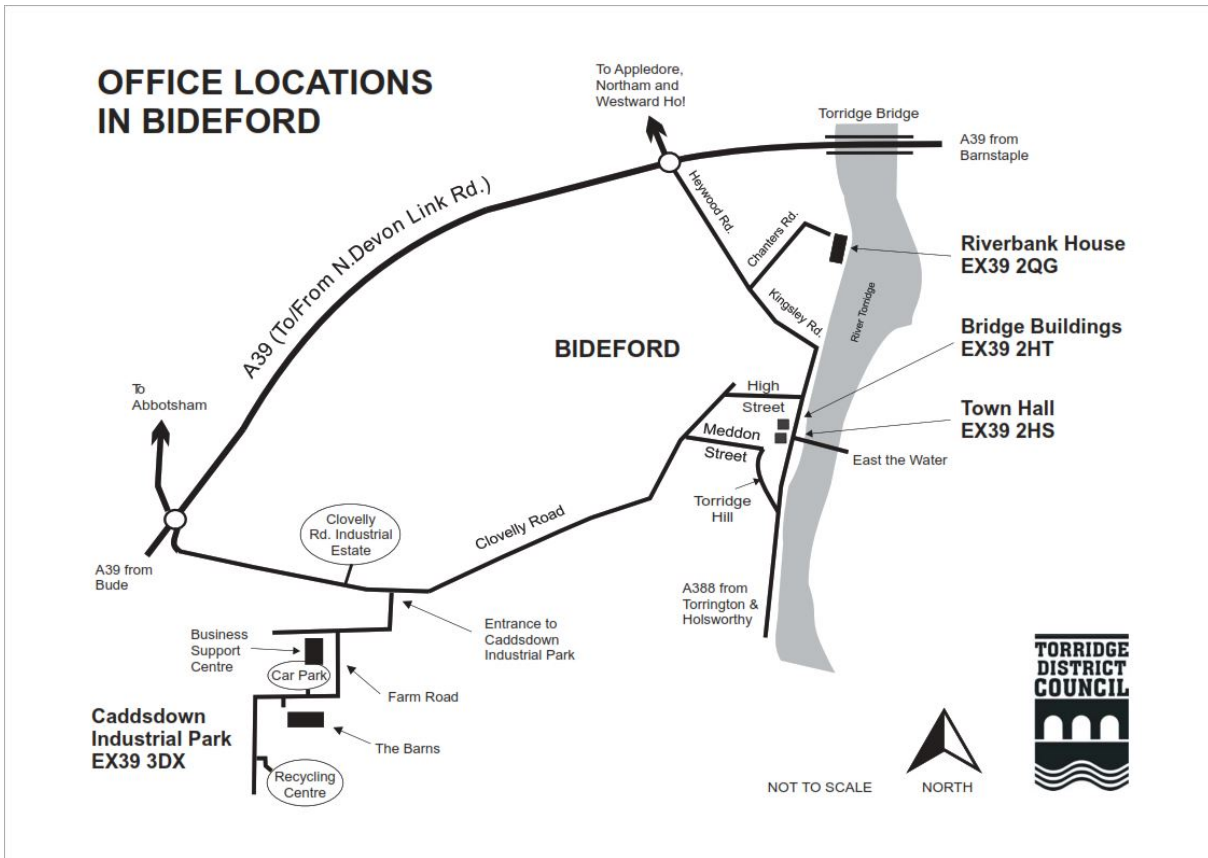 OFFICE LOCATIONS
IN BIDEFORD
To Appledore,
Northam and
Westward Ho!
Torridge Bridge
A39 from
Barnstaple
A39 (To/From N.Devon Link Rd.)
Heywood Rd.
Chanters Rd.
Kingsley Rd.
River Torridge
Riverbank House
EX39 2QG
Bridge Buildings
EX39 2HT
Town Hall
EX39 2HS
BIDEFORD
High
Street
Meddon
Street
East the Water
Torridge
Hill
To
Abbotsham
Clovelly
Rd. Industrial
Estate
Clovelly Road
A39 from
Bude
A388 from
Torrington &
Holsworthy
Entrance to
Caddsdown
Industrial Park
Business
Support
Centre
Car Park
Farm Road
Caddsdown
Industrial Park
EX39 3DX
The Barns
Recycling
Centre
NOT TO SCALE
NORTH
TORRIDGE
DISTRICT
COUNCIL